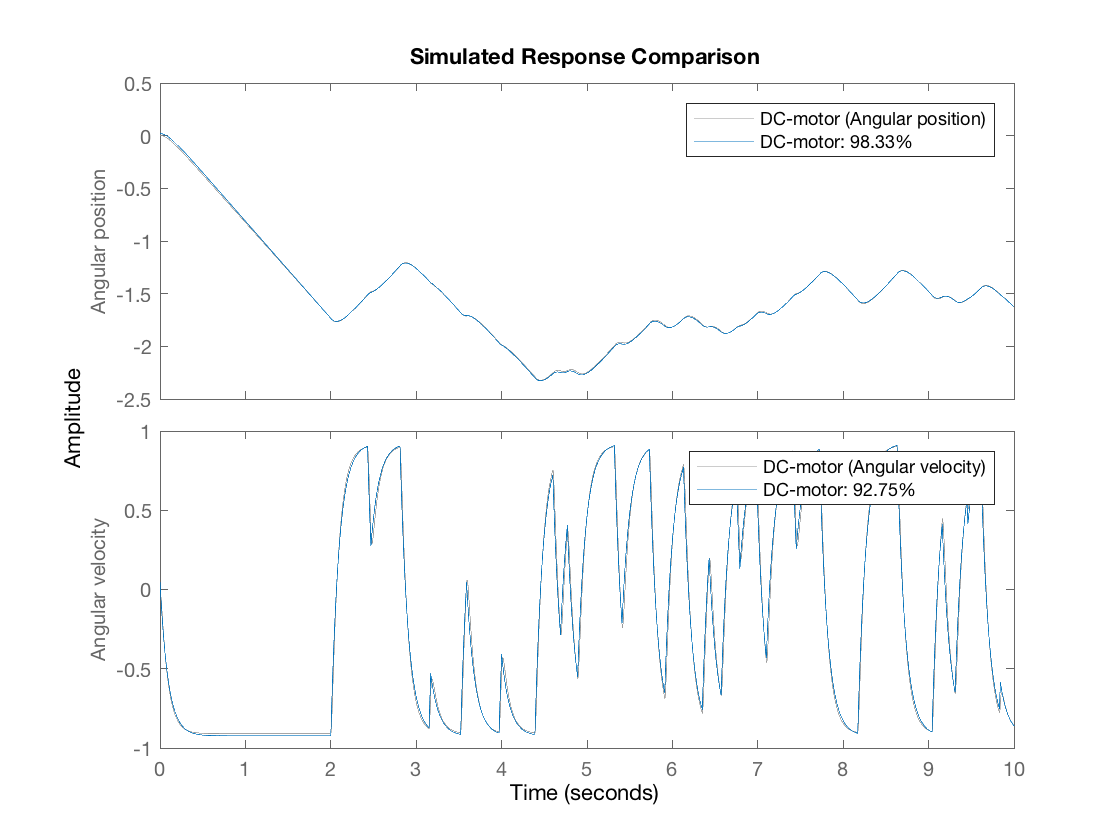 Simulated Response Comparison
0.5
0
-0.5
-1
-1.5
-2
-2.5
Angular position
DC-motor (Angular position)
DC-motor: 98.33%
Amplitude
1
0.5
0
-0.5
-1
Angular velocity
DC-motor (Angular velocity)
DC-motor: 92.75%
0 1 2 3 4 5 6 7 8 9 10
Time (seconds)